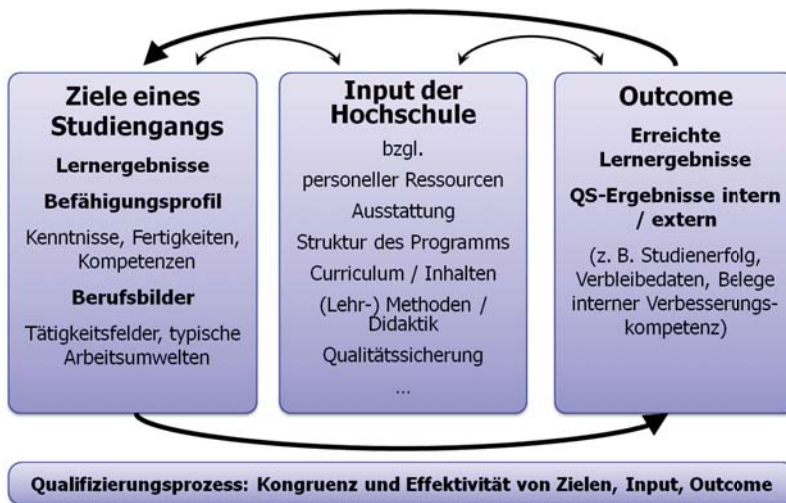 Ziele eines
Studiengangs
Lernergebnisse
Befähigungsprofil
Kenntnisse, Fertigkeiten,
Kompetenzen
Berufsbilder
Tätigkeitsfelder, typische
Arbeitsumwelten
Input der
Hochschule
bzgl.
personeller Ressourcen
Ausstattung
Struktur des Programms
Curriculum / Inhalten
(Lehr-) Methoden /
Didaktik
Qualitätssicherung
...
Outcome
Erreichte
Lernergebnisse
QS-Ergebnisse intern
/ extern
(z. B. Studienerfolg,
Verbleibedaten, Belege
interner Verbesserungs-
kompetenz)
Qualifizierungsprozess: Kongruenz und Effektivität von Zielen, Input, Outcome